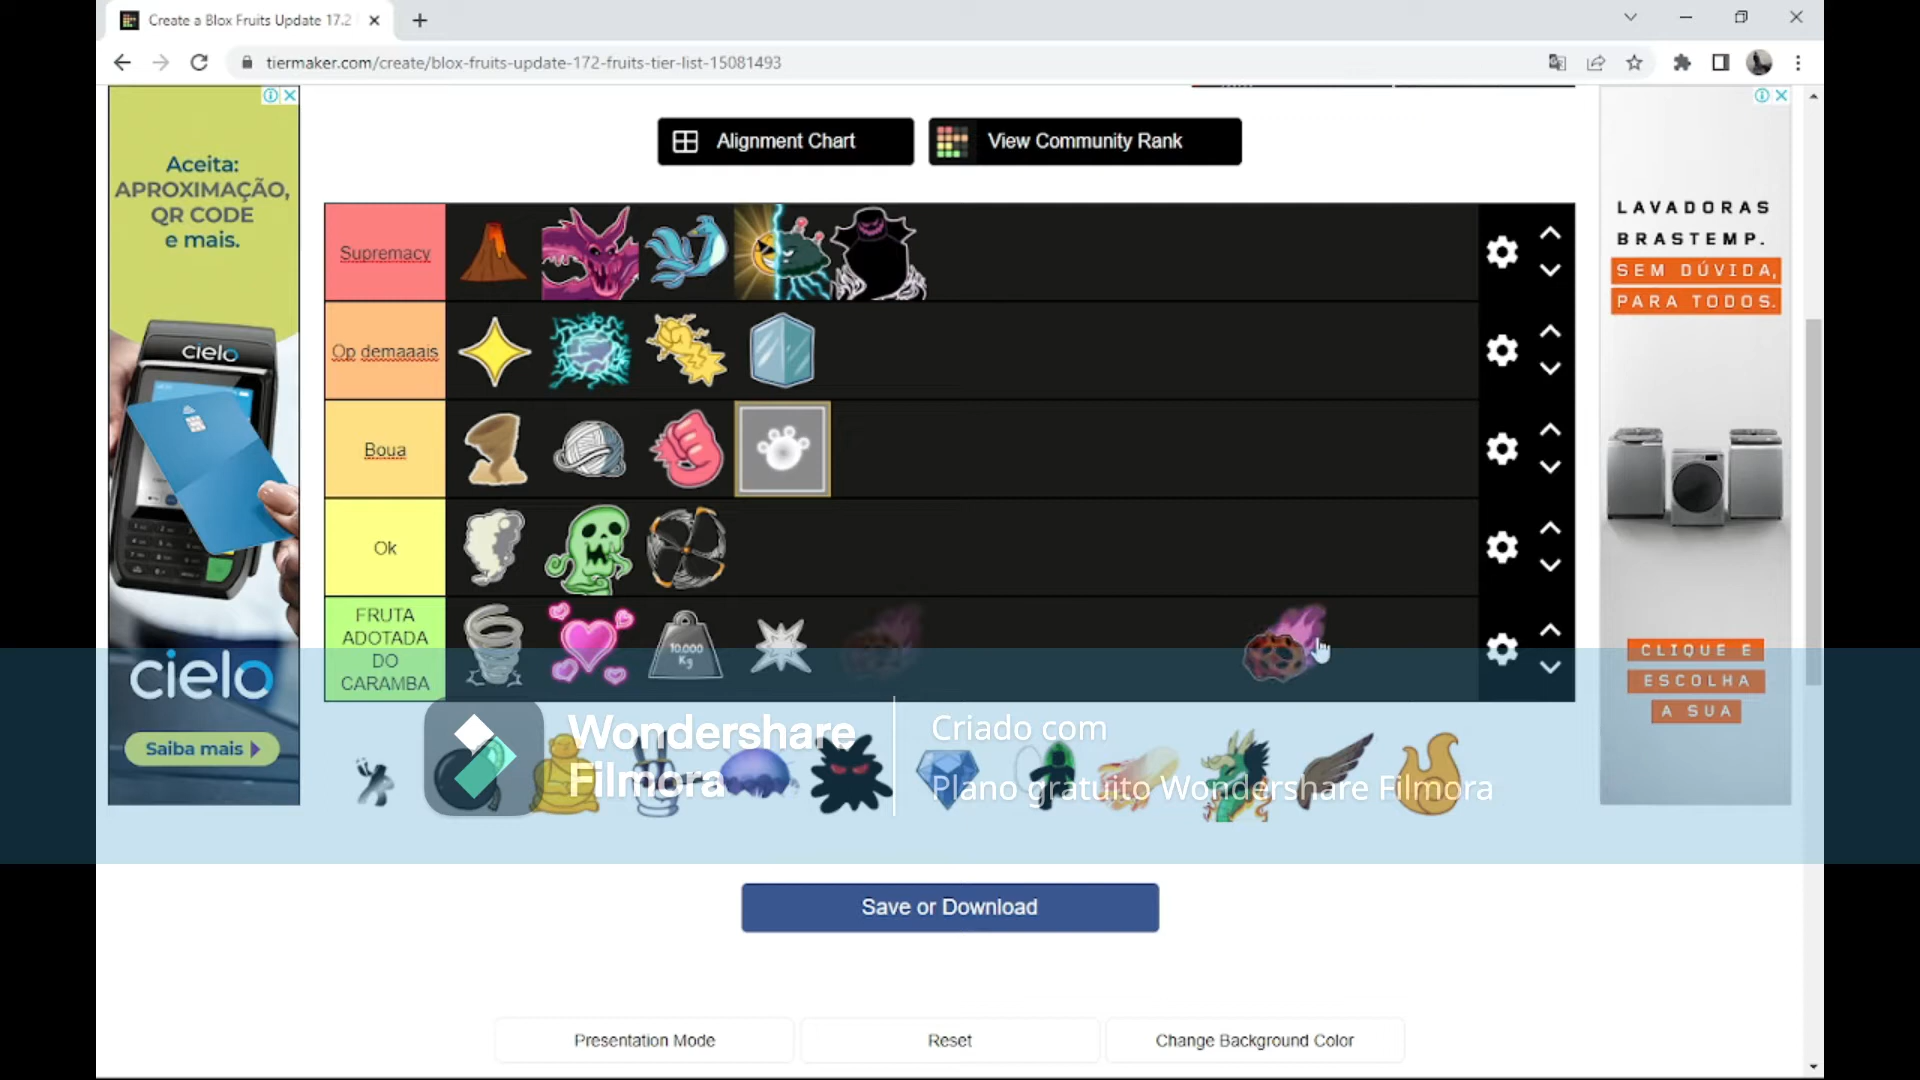 Create a Blox Fruits Update 17.2
tiermaker.com/create/blox-fruits-update-172-fruits-tier-list-15081493
Alignment Chart
View Community Rank
Aceita:
APROXIMAÇÃO,
QR CODE
e mais.
cielo
cielo
Saiba mais
Supremacy
Op demaaais
Boua
Ok
FRUTA
ADOTADA
DO
CARAMBA
10.000
Kg
LAVADORAS
BRASTEMP.
SEM DÚVIDA,
PARA TODOS.
CLIQUE E
ESCOLHA
A SUA
Wondershare
Filmora
Criado com
Plano gratuito Wondershare Filmora
Save or Download
Presentation Mode
Reset
Change Background Color